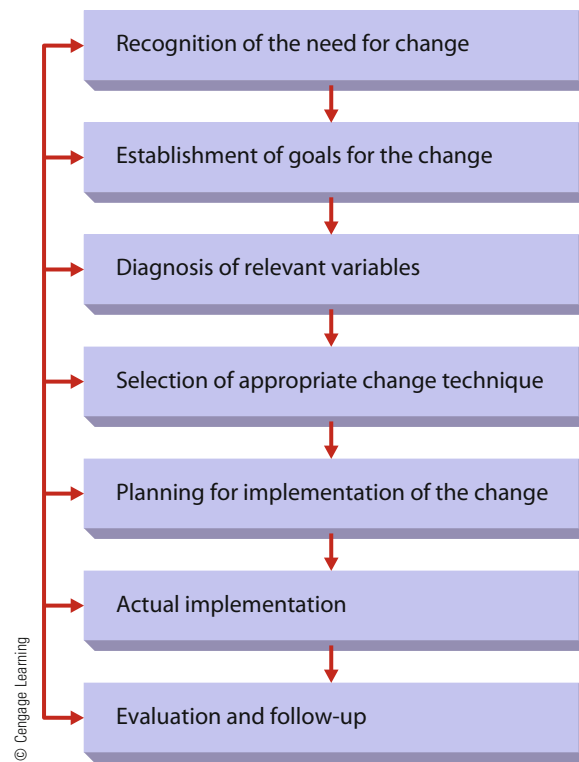 Recognition of the need for change
Establishment of goals for the change
Diagnosis of relevant variables
Selection of appropriate change technique
Planning for implementation of the change
Actual implementation
Evaluation and follow-up
© Cengage Learning